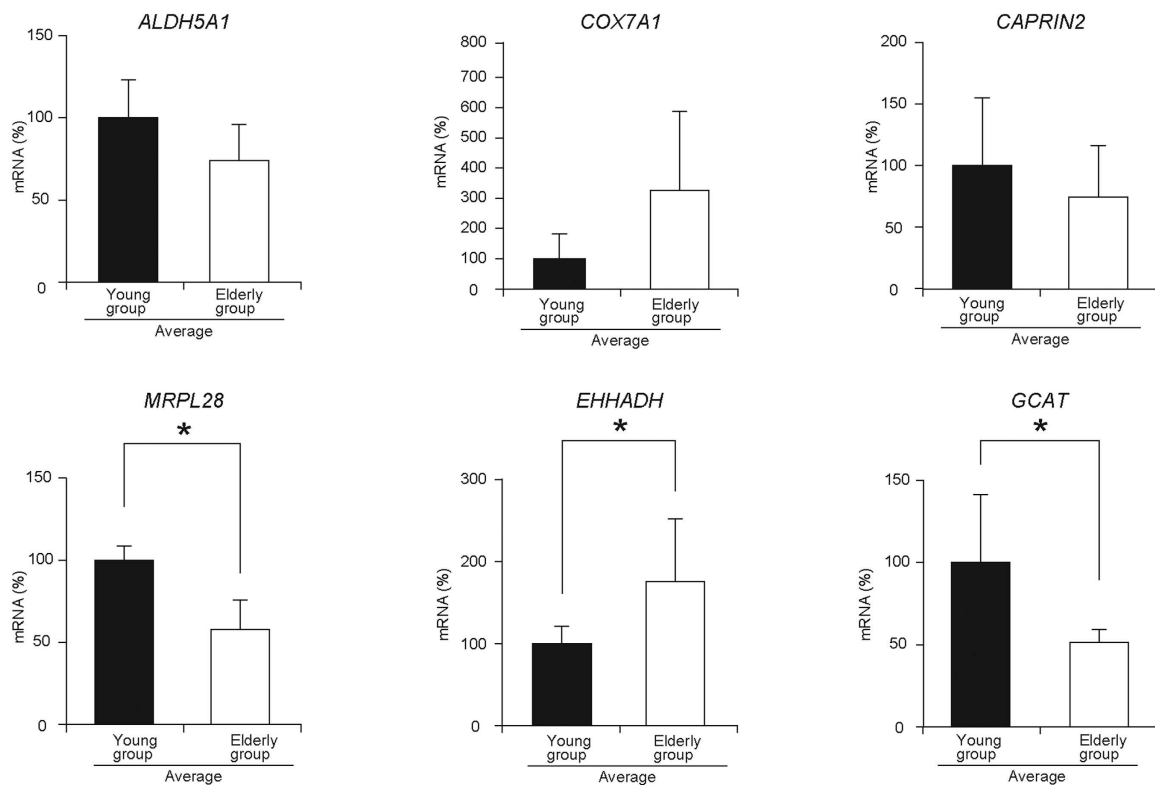 ALDH5A1
150
100
50
0
mRNA (%)
Young group
Elderly group
Average
COX7A1
800
700
600
500
400
300
200
100
0
mRNA (%)
Young group
Elderly group
Average
CAPRIN2
200
150
100
50
0
mRNA (%)
Young group
Elderly group
Average
MRPL28
*
150
100
50
0
mRNA (%)
Young group
Elderly group
Average
EHHADH
*
300
200
100
0
mRNA (%)
Young group
Elderly group
Average
GCAT
*
150
100
50
0
mRNA (%)
Young group
Elderly group
Average